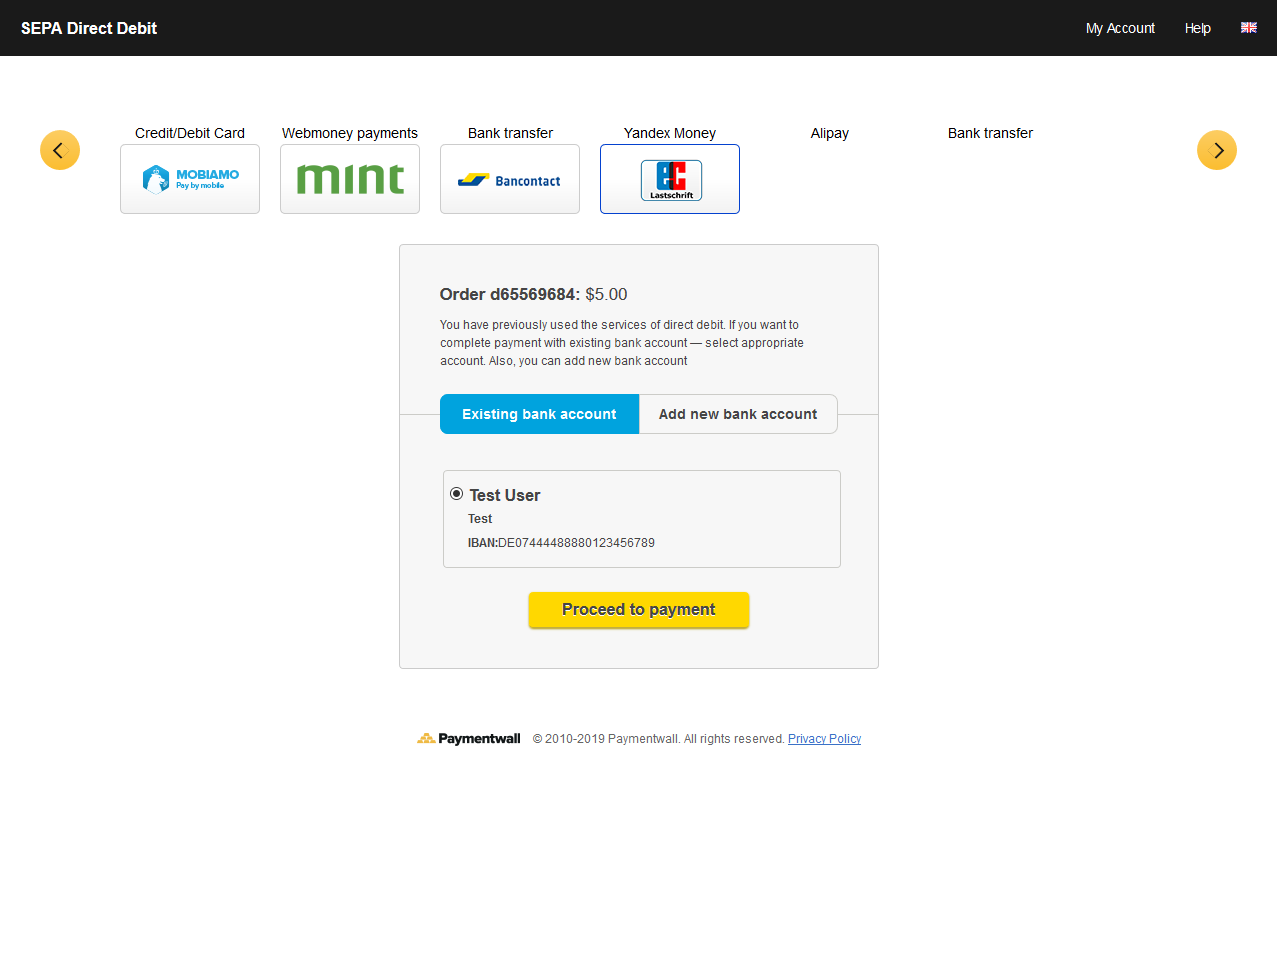 SEPA Direct Debit
My Account
Help
Credit/Debit Card
Webmoney payments
Bank transfer
Yandex Money
Alipay
Bank transfer
MOBIAMO
Pay by mobile
mint
Bancontact
ec
Lastschrift
Order d65569684: $5.00
You have previously used the services of direct debit. If you want to
complete payment with existing bank account — select appropriate
account. Also, you can add new bank account
Existing bank account
Add new bank account
Test User
Test
IBAN:DE07444488880123456789
Proceed to payment
Paymentwall
© 2010-2019 Paymentwall. All rights reserved. Privacy Policy